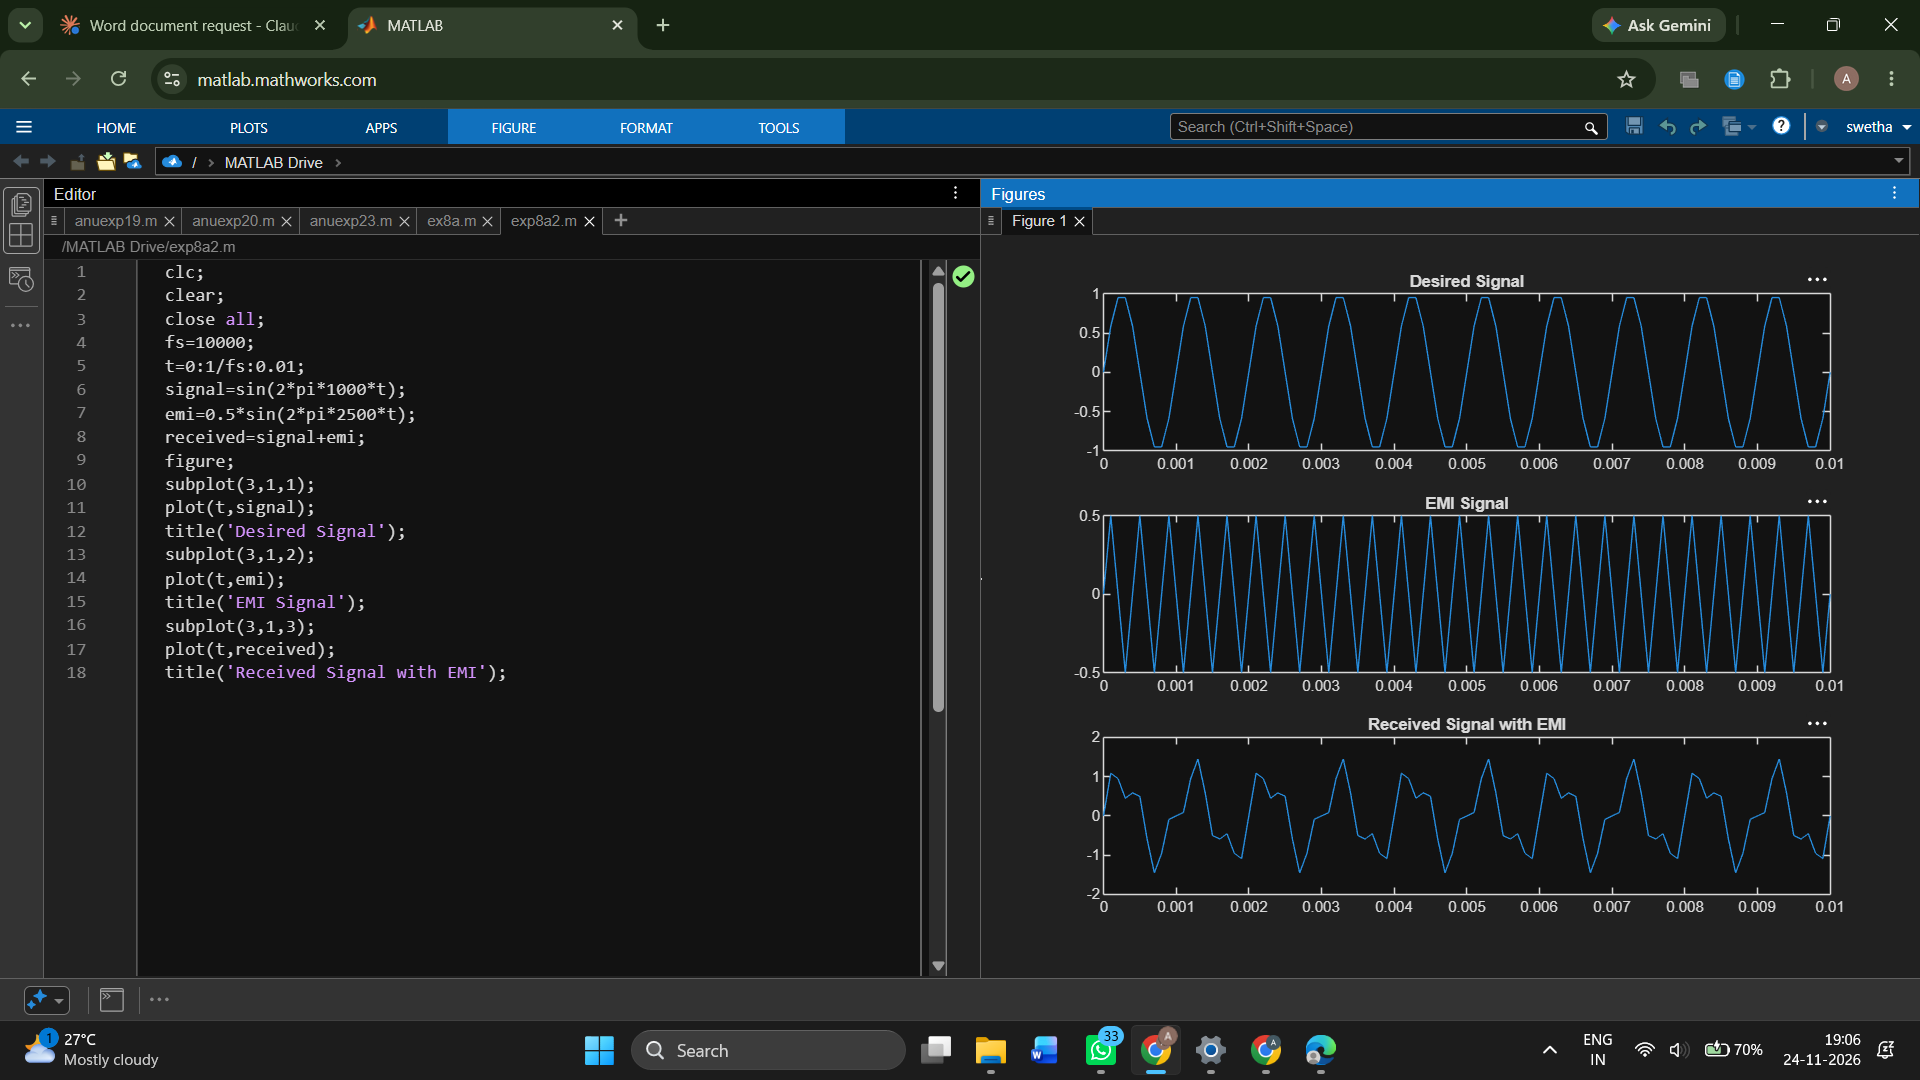 Word document request - Clau
MATLAB
Ask Gemini
matlab.mathworks.com
A
HOME
PLOTS
APPS
FIGURE
FORMAT
TOOLS
Search (Ctrl+Shift+Space)
swetha
/ > MATLAB Drive >
Editor
anuexp19.m
anuexp20.m
anuexp23.m
ex8a.m
exp8a2.m
/MATLAB Drive/exp8a2.m
1 clc;
2 clear;
3 close all;
4 fs=10000;
5 t=0:1/fs:0.01;
6 signal=sin(2*pi*1000*t);
7 emi=0.5*sin(2*pi*2500*t);
8 received=signal+emi;
9 figure;
10 subplot(3,1,1);
11 plot(t,signal);
12 title('Desired Signal');
13 subplot(3,1,2);
14 plot(t,emi);
15 title('EMI Signal');
16 subplot(3,1,3);
17 plot(t,received);
18 title('Received Signal with EMI');
Figures
Figure 1
Desired Signal
1
0.5
0
-0.5
-1
0 0.001 0.002 0.003 0.004 0.005 0.006 0.007 0.008 0.009 0.01
EMI Signal
0.5
0
-0.5
0 0.001 0.002 0.003 0.004 0.005 0.006 0.007 0.008 0.009 0.01
Received Signal with EMI
2
1
0
-1
-2
0 0.001 0.002 0.003 0.004 0.005 0.006 0.007 0.008 0.009 0.01
1
27°C
Mostly cloudy
Search
33
A
A
ENG
IN
70%
19:06
24-11-2026